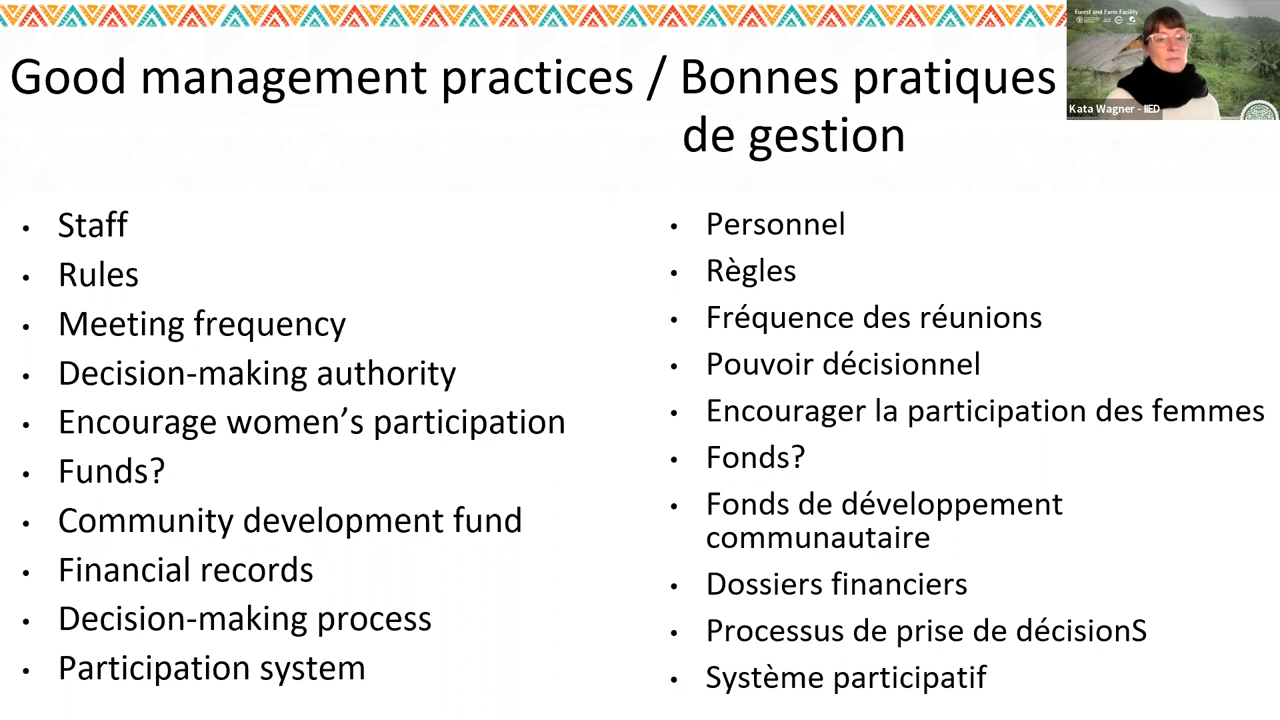 Good management practices / Bonnes pratiques
de gestion
Forest and Farm Facility
Kata Wagner - IIED
• Staff
• Rules
• Meeting frequency
• Decision-making authority
• Encourage women’s participation
• Funds?
• Community development fund
• Financial records
• Decision-making process
• Participation system
• Personnel
• Règles
• Fréquence des réunions
• Pouvoir décisionnel
• Encourager la participation des femmes
• Fonds?
• Fonds de développement
communautaire
• Dossiers financiers
• Processus de prise de décisionS
• Système participatif